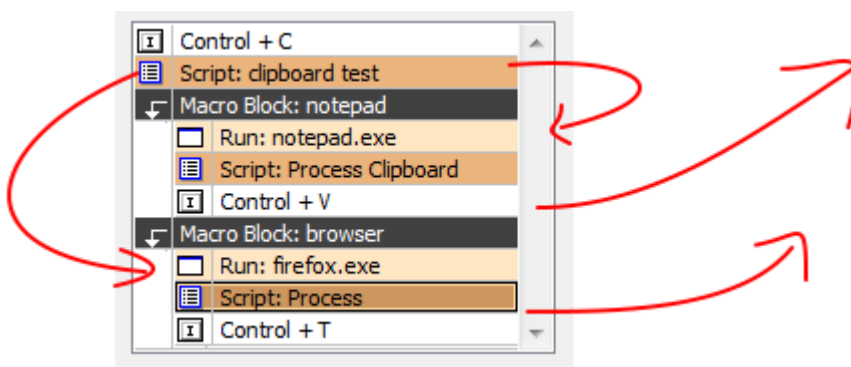 Control + C
Script: clipboard test
Macro Block: notepad
Run: notepad.exe
Script: Process Clipboard
Control + V
Macro Block: browser
Run: firefox.exe
Script: Process
Control + T